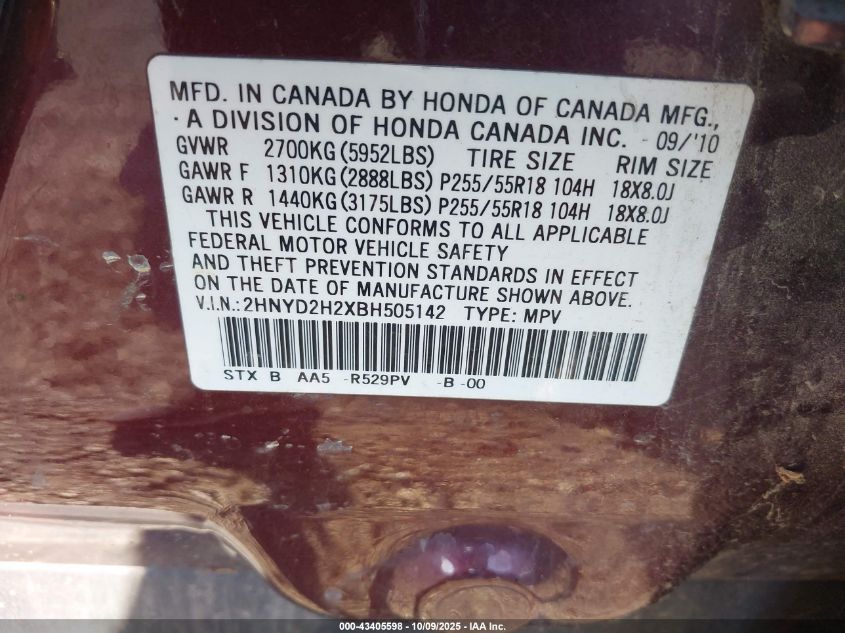 MFD. IN CANADA BY HONDA OF CANADA MFG.,
· A DIVISION OF HONDA CANADA INC. - 09/'10
GVWR 2700KG (5952LBS) TIRE SIZE RIM SIZE
GAWR F 1310KG (2888LBS) P255/55R18 104H 18X8.0J
GAWR R 1440KG (3175LBS) P255/55R18 104H 18X8.0J
THIS VEHICLE CONFORMS TO ALL APPLICABLE
FEDERAL MOTOR VEHICLE SAFETY
AND THEFT PREVENTION STANDARDS IN EFFECT
ON THE DATE OF MANUFACTURE SHOWN ABOVE.
V.I.N.: 2HNYD2H2XBH505142 TYPE: MPV
STX B AA5 -R529PV -B -00
000-43405598 - 10/09/2025 - IAA Inc.